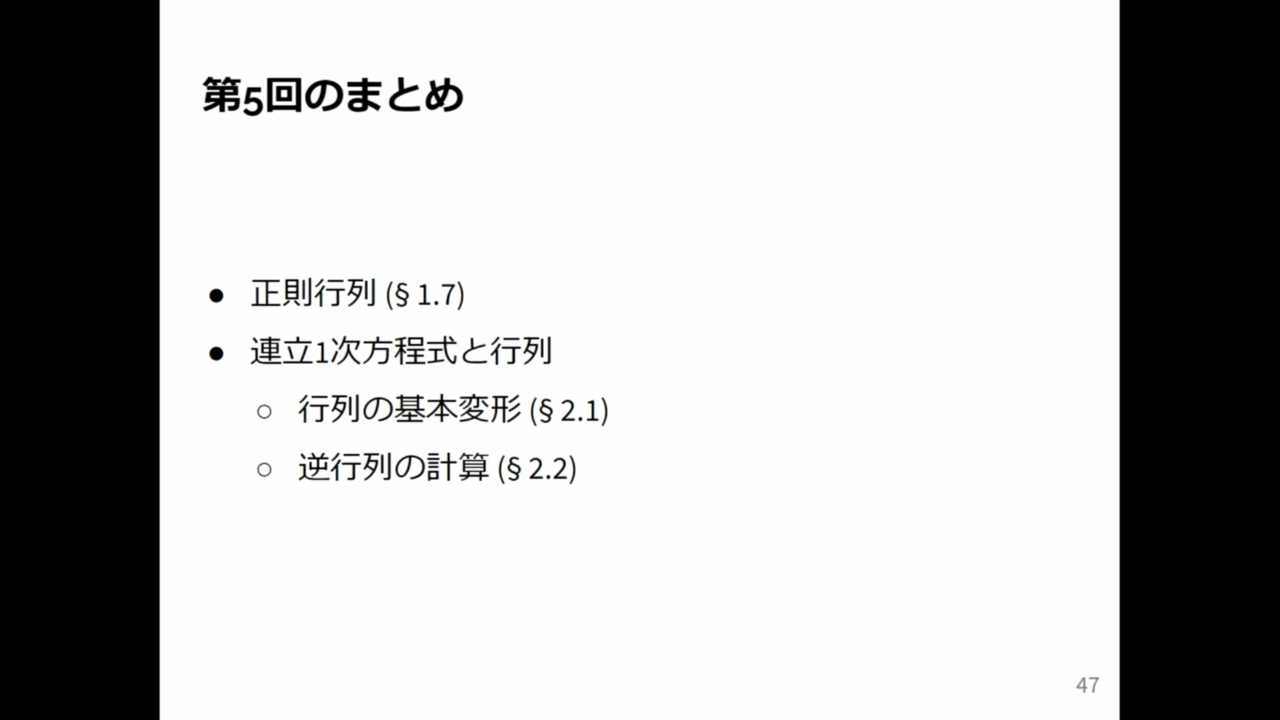 第5回のまとめ
● 正則行列 (§ 1.7)
● 連立1次方程式と行列
○ 行列の基本変形 (§ 2.1)
○ 逆行列の計算 (§ 2.2)
47